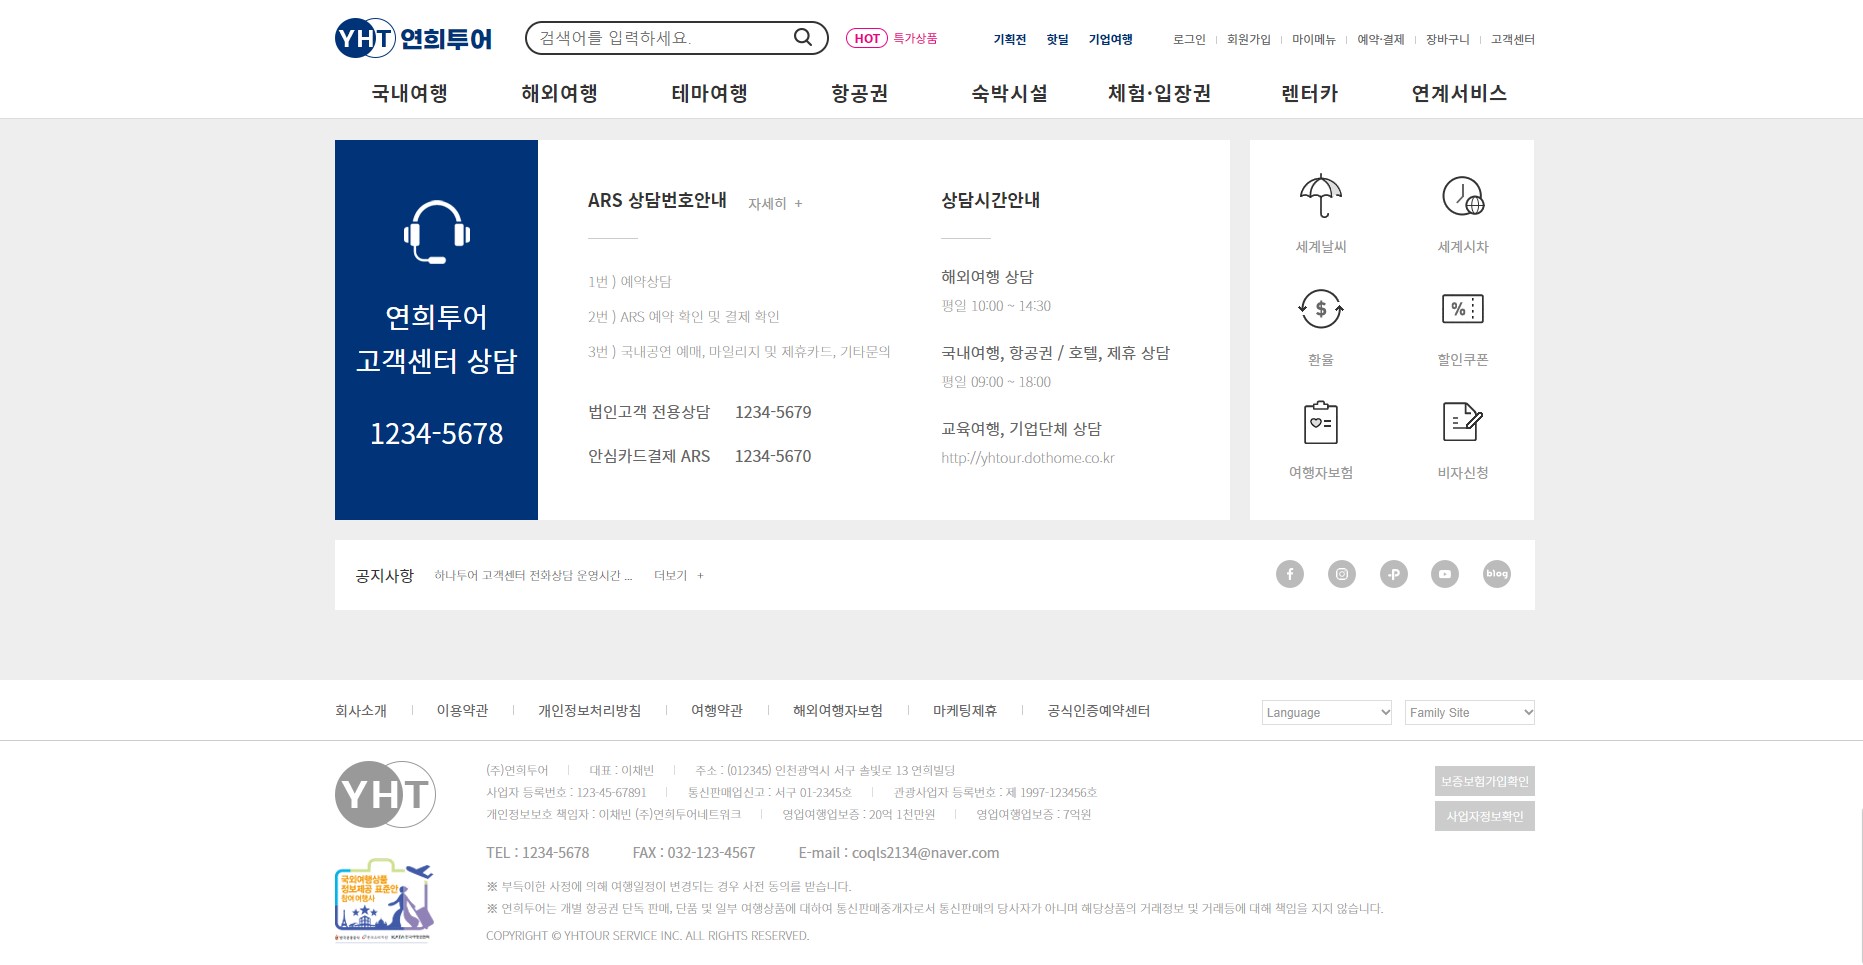 YHT 연희투어
검색어를 입력하세요.
HOT 특가상품
기획전 핫딜 기업여행
로그인 회원가입 마이메뉴 예약·결제 장바구니 고객센터
국내여행 해외여행 테마여행 항공권 숙박시설 체험·입장권 렌터카 연계서비스
연희투어
고객센터 상담
1234-5678
ARS 상담번호안내 자세히 +
1번 ) 예약상담
2번 ) ARS 예약 확인 및 결제 확인
3번 ) 국내공연 예매, 마일리지 및 제휴카드, 기타문의
법인고객 전용상담 1234-5679
안심카드결제 ARS 1234-5670
상담시간안내
해외여행 상담
평일 10:00 ~ 14:30
국내여행, 항공권 / 호텔, 제휴 상담
평일 09:00 ~ 18:00
교육여행, 기업단체 상담
http://yhtour.dothome.co.kr
세계날씨 세계시차
환율 할인쿠폰
여행자보험 비자신청
공지사항 하나투어 고객센터 전화상담 운영시간 ... 더보기 +
blog
회사소개 이용약관 개인정보처리방침 여행약관 해외여행자보험 마케팅제휴 공식인증예약센터
Language Family Site
YHT
(주)연희투어 대표 : 이채빈 주소 : (012345) 인천광역시 서구 솔빛로 13 연희빌딩
사업자 등록번호 : 123-45-67891 통신판매업신고 : 서구 01-2345호 관광사업자 등록번호 : 제 1997-123456호
개인정보보호 책임자 : 이채빈 (주)연희투어네트워크 영업여행업보증 : 20억 1천만원 영업여행업보증 : 7억원
보증보험가입확인
사업자정보확인
TEL : 1234-5678 FAX : 032-123-4567 E-mail : coqls2134@naver.com
국외여행상품
정보제공 표준안
참여 여행사
※ 부득이한 사정에 의해 여행일정이 변경되는 경우 사전 동의를 받습니다.
※ 연희투어는 개별 항공권 단독 판매, 단품 및 일부 여행상품에 대하여 통신판매중개자로서 통신판매의 당사자가 아니며 해당상품의 거래정보 및 거래등에 대해 책임을 지지 않습니다.
COPYRIGHT © YHTOUR SERVICE INC. ALL RIGHTS RESERVED.